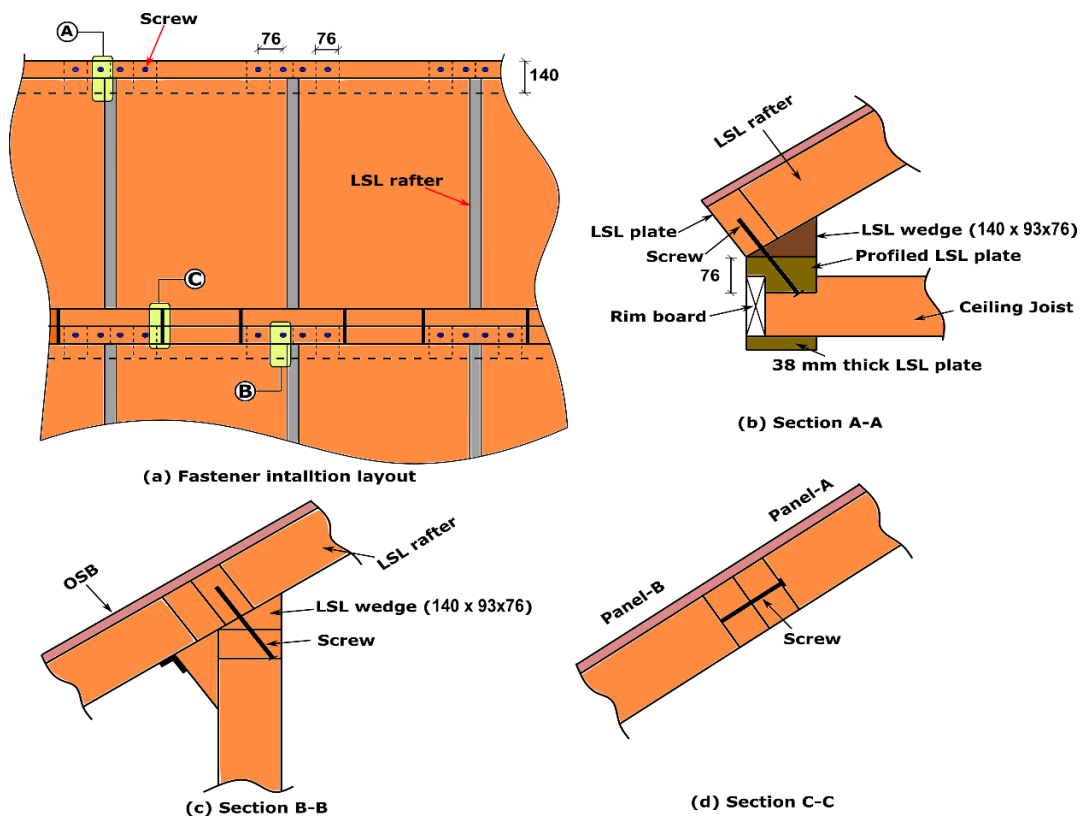 A
Screw
76
76
140
LSL rafter
C
B
(a) Fastener intalltion layout
LSL rafter
LSL plate
Screw
LSL wedge (140 x 93x76)
Profiled LSL plate
76
Rim board
Ceiling Joist
38 mm thick LSL plate
(b) Section A-A
OSB
LSL rafter
LSL wedge (140 x 93x76)
Screw
(c) Section B-B
Panel-A
Panel-B
Screw
(d) Section C-C